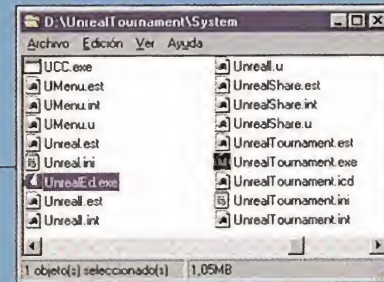 D:\UnrealTournament\System
Archivo Edición Ver Ayuda
UCC.exe
UMenu.est
UMenu.int
UMenu.u
Unreal.est
Unreal.ini
UnrealEd.exe
UnrealI.est
UnrealI.int
UnrealI.u
UnrealShare.est
UnrealShare.int
UnrealShare.u
UnrealTournament.est
UnrealTournament.exe
UnrealTournament.icd
UnrealTournament.ini
UnrealTournament.int
1 objeto(s) seleccionado(s) 1,05MB